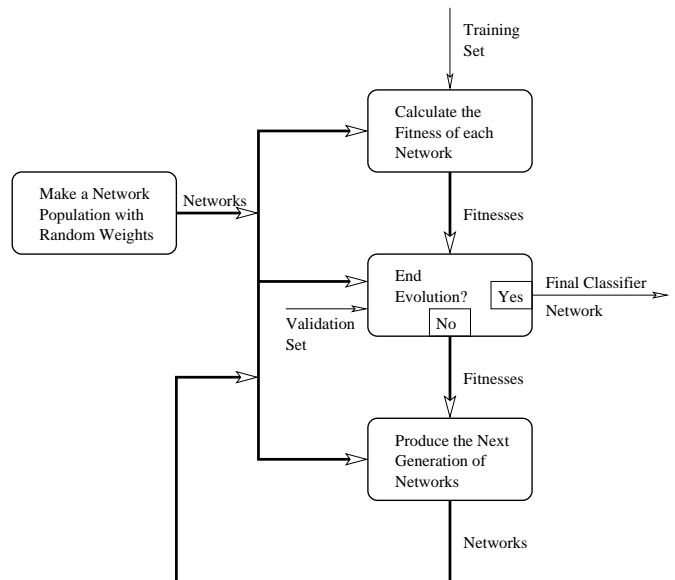 Training
Set
Calculate the
Fitness of each
Network
Make a Network
Population with
Random Weights
Networks
Fitnesses
End
Evolution?
Yes
No
Final Classifier
Network
Validation
Set
Fitnesses
Produce the Next
Generation of
Networks
Networks